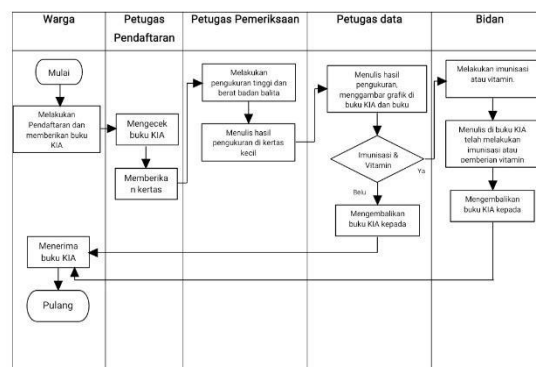 Warga
Petugas
Pendaftaran
Petugas Pemeriksaan
Petugas data
Bidan
Mulai
Melakukan
Pendaftaran dan
memberikan buku
KIA
Mengecek
buku KIA
Memberika
n kertas
Melakukan
pengukuran tinggi dan
berat badan balita
Menulis hasil
pengukuran di kertas
kecil
Menulis hasil
pengukuran,
menggambar grafik di
buku KIA dan buku
Imunisasi &
Vitamin
Ya
Belu
Mengembalikan
buku KIA kepada
Melakukan imunisasi
atau vitamin.
Menulis di buku KIA
telah melakukan
imunisasi atau
pemberian vitamin
Mengembalikan
buku KIA kepada
Menerima
buku KIA
Pulang